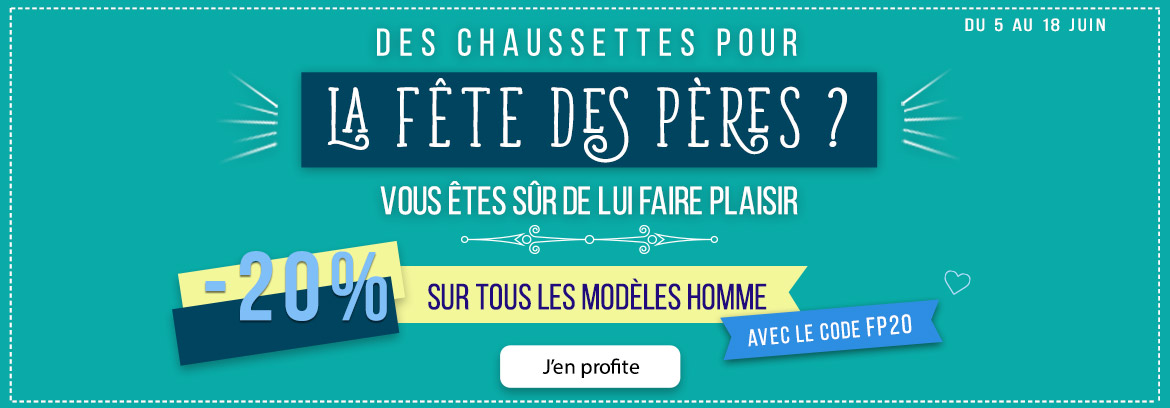 DU 5 AU 18 JUIN
DES CHAUSSETTES POUR
LA FÊTE DES PÈRES ?
VOUS ÊTES SÛR DE LUI FAIRE PLAISIR
-20%
SUR TOUS LES MODÈLES HOMME
AVEC LE CODE FP20
J'en profite